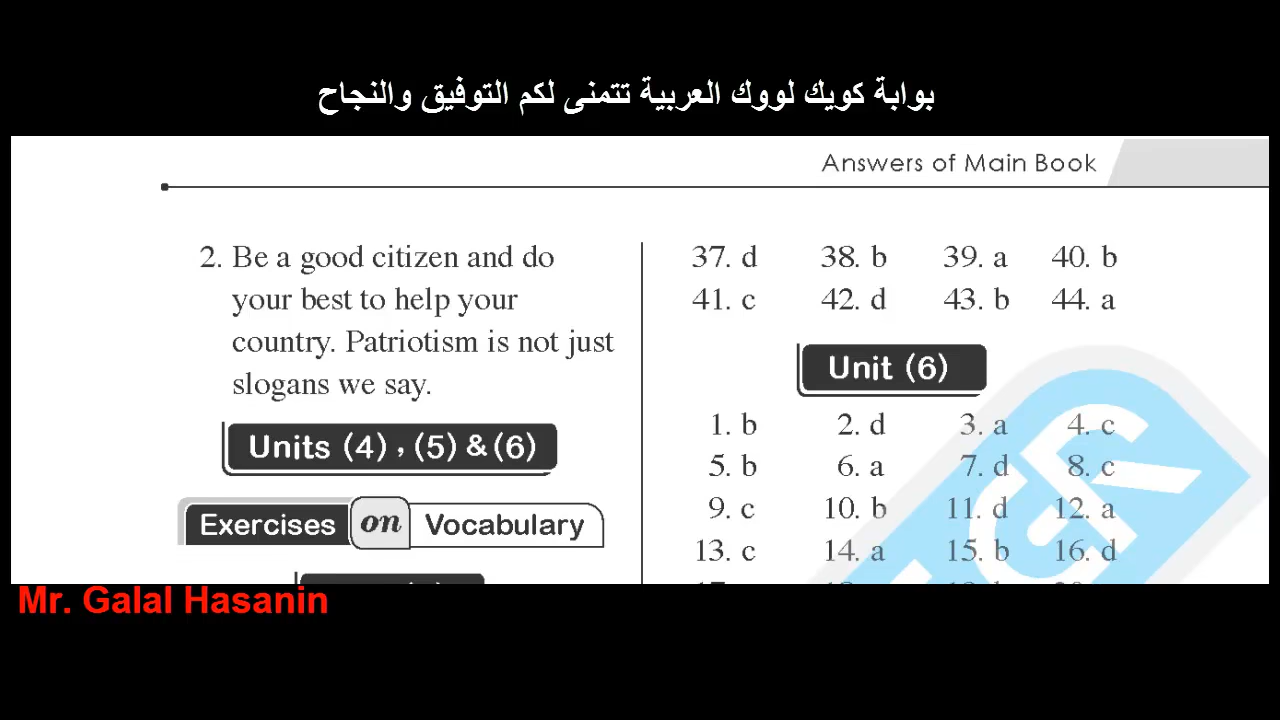 بوابة كويك لووك العربية تتمنى لكم التوفيق والنجاح
Answers of Main Book
2. Be a good citizen and do
your best to help your
country. Patriotism is not just
slogans we say.
Units (4) , (5) & (6)
Exercises on Vocabulary
37. d 38. b 39. a 40. b
41. c 42. d 43. b 44. a
Unit (6)
1. b 2. d 3. a 4. c
5. b 6. a 7. d 8. c
9. c 10. b 11. d 12. a
13. c 14. a 15. b 16. d
Mr. Galal Hasanin